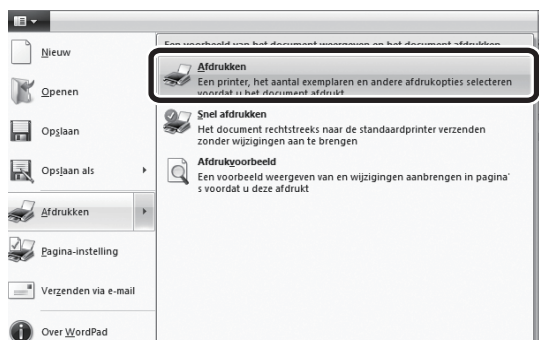 Nieuw
Openen
Opslaan
Opslaan als
Afdrukken
Pagina-instelling
Verzenden via e-mail
Over WordPad
Een voorbeeld van het document weergeven en het document afdrukken
Afdrukken
Een printer, het aantal exemplaren en andere afdrukopties selecteren
voordat u het document afdrukt
Snel afdrukken
Het document rechtstreeks naar de standaardprinter verzenden
zonder wijzigingen aan te brengen
Afdrukvoorbeeld
Een voorbeeld weergeven van en wijzigingen aanbrengen in pagina'
s voordat u deze afdrukt